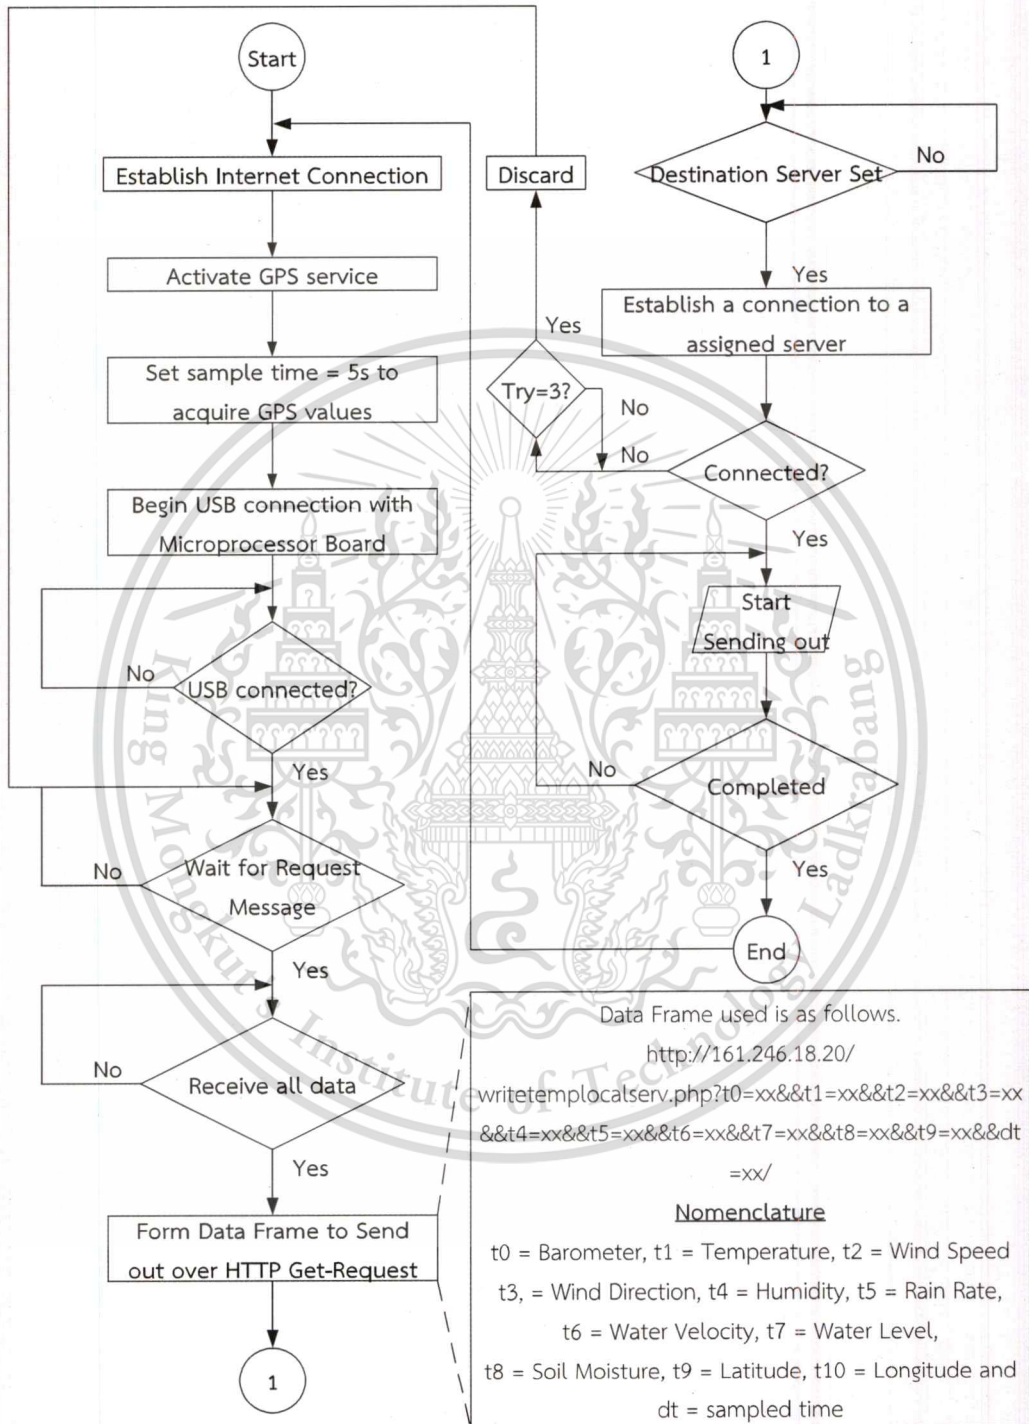 Start
Establish Internet Connection
Activate GPS service
Set sample time = 5s to
acquire GPS values
Begin USB connection with
Microprocessor Board
No
USB connected?
Yes
No
Wait for Request
Message
Yes
No
Receive all data
Yes
Form Data Frame to Send
out over HTTP Get-Request
1
1
Destination Server Set
No
Yes
Establish a connection to a
assigned server
Discard
Yes
Try=3?
No
No
Connected?
Yes
Start
Sending out
No
Completed
Yes
End
Data Frame used is as follows.
http://161.246.18.20/
writetemplocalserv.php?t0=xx&&t1=xx&&t2=xx&&t3=xx
&&t4=xx&&t5=xx&&t6=xx&&t7=xx&&t8=xx&&t9=xx&&dt
=xx/
Nomenclature
t0 = Barometer, t1 = Temperature, t2 = Wind Speed
t3, = Wind Direction, t4 = Humidity, t5 = Rain Rate,
t6 = Water Velocity, t7 = Water Level,
t8 = Soil Moisture, t9 = Latitude, t10 = Longitude and
dt = sampled time
King Mongkut's Institute of Technology Ladkrabang